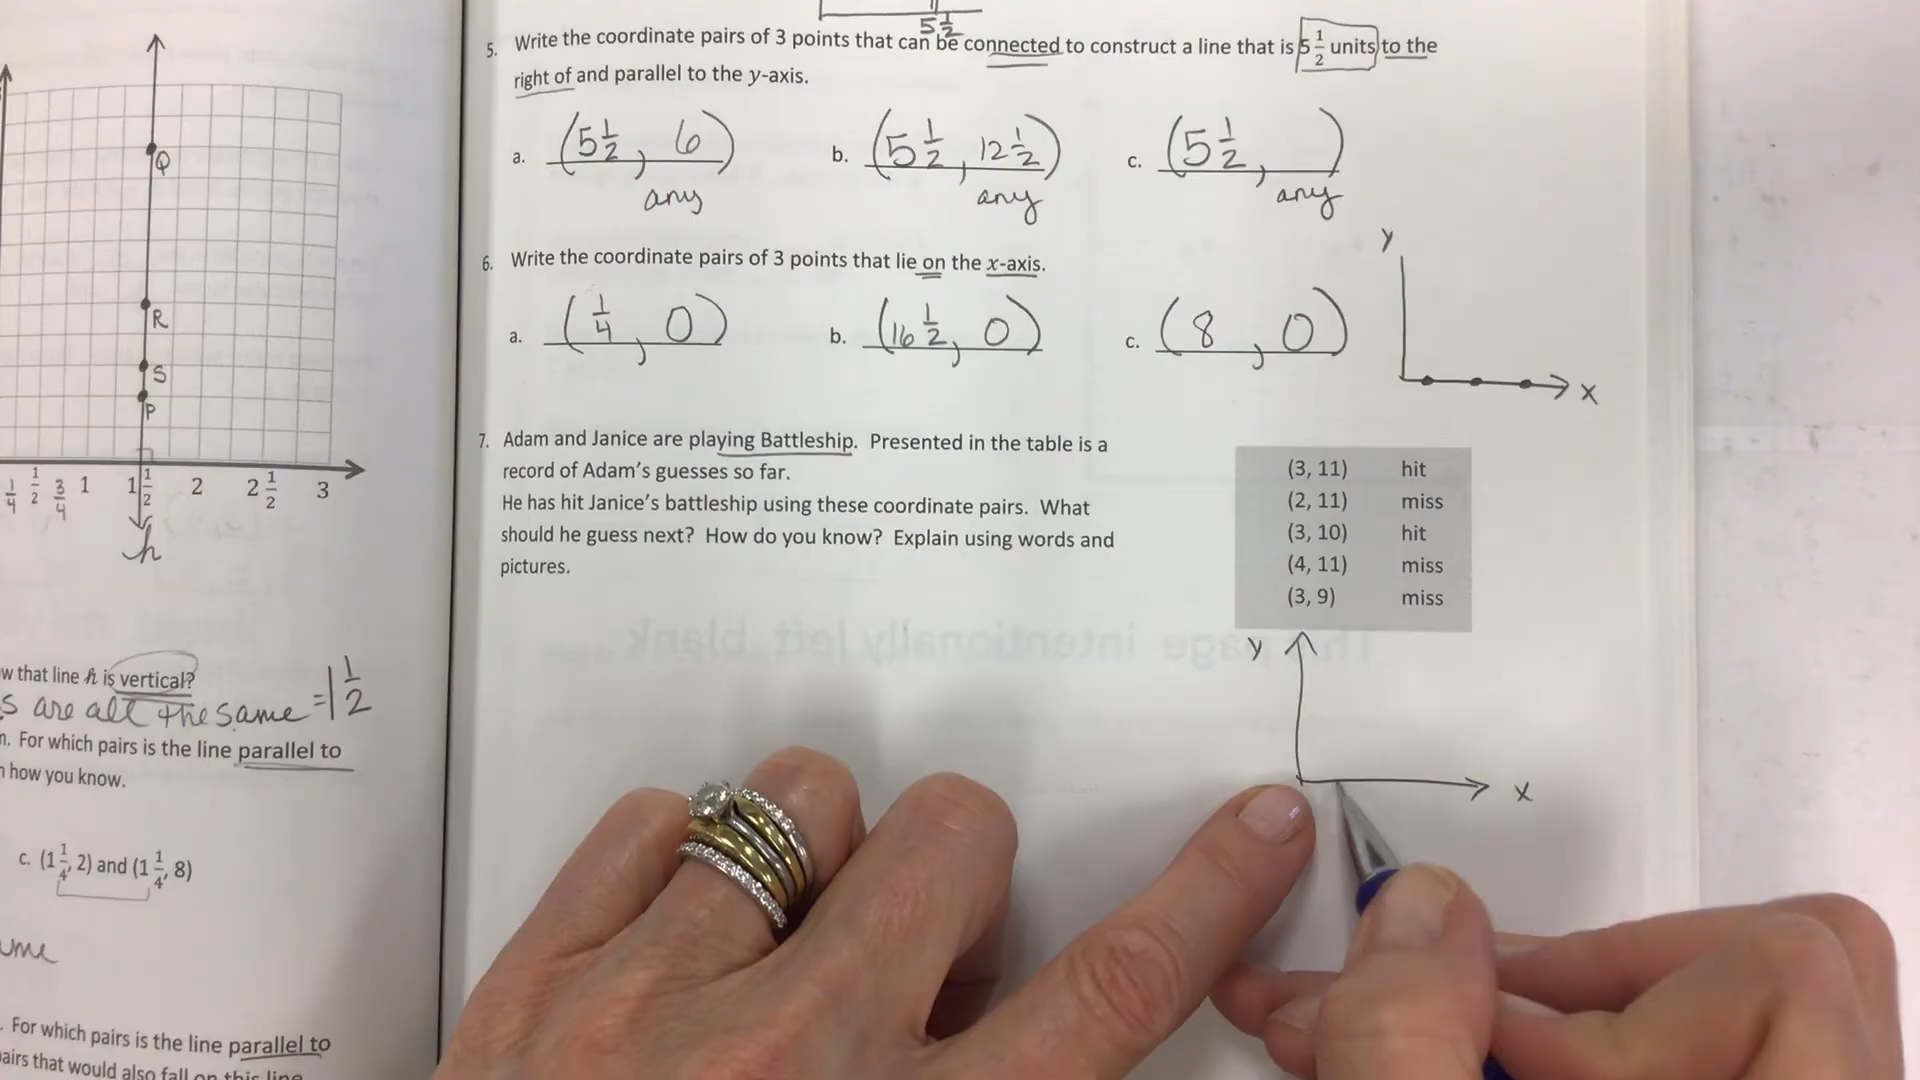 Q
R
S
P
1/4 1/2 3/4 1 1 1/2 2 2 1/2 3
h
w that line h is vertical?
s are all the same = 1 1/2
n. For which pairs is the line parallel to
how you know.
c. (1 1/4, 2) and (1 1/4, 8)
ume
. For which pairs is the line parallel to
pairs that would also fall on this line
5 1/2
5. Write the coordinate pairs of 3 points that can be connected to construct a line that is 5 1/2 units to the
right of and parallel to the y-axis.
a. (5 1/2, 6) b. (5 1/2, 12 1/2) c. (5 1/2, )
any any any
6. Write the coordinate pairs of 3 points that lie on the x-axis.
a. (1/4, 0) b. (16 1/2, 0) c. (8, 0)
y
x
7. Adam and Janice are playing Battleship. Presented in the table is a
record of Adam's guesses so far.
He has hit Janice's battleship using these coordinate pairs. What
should he guess next? How do you know? Explain using words and
pictures.
(3, 11) hit
(2, 11) miss
(3, 10) hit
(4, 11) miss
(3, 9) miss
y
x
page intentionally left blank